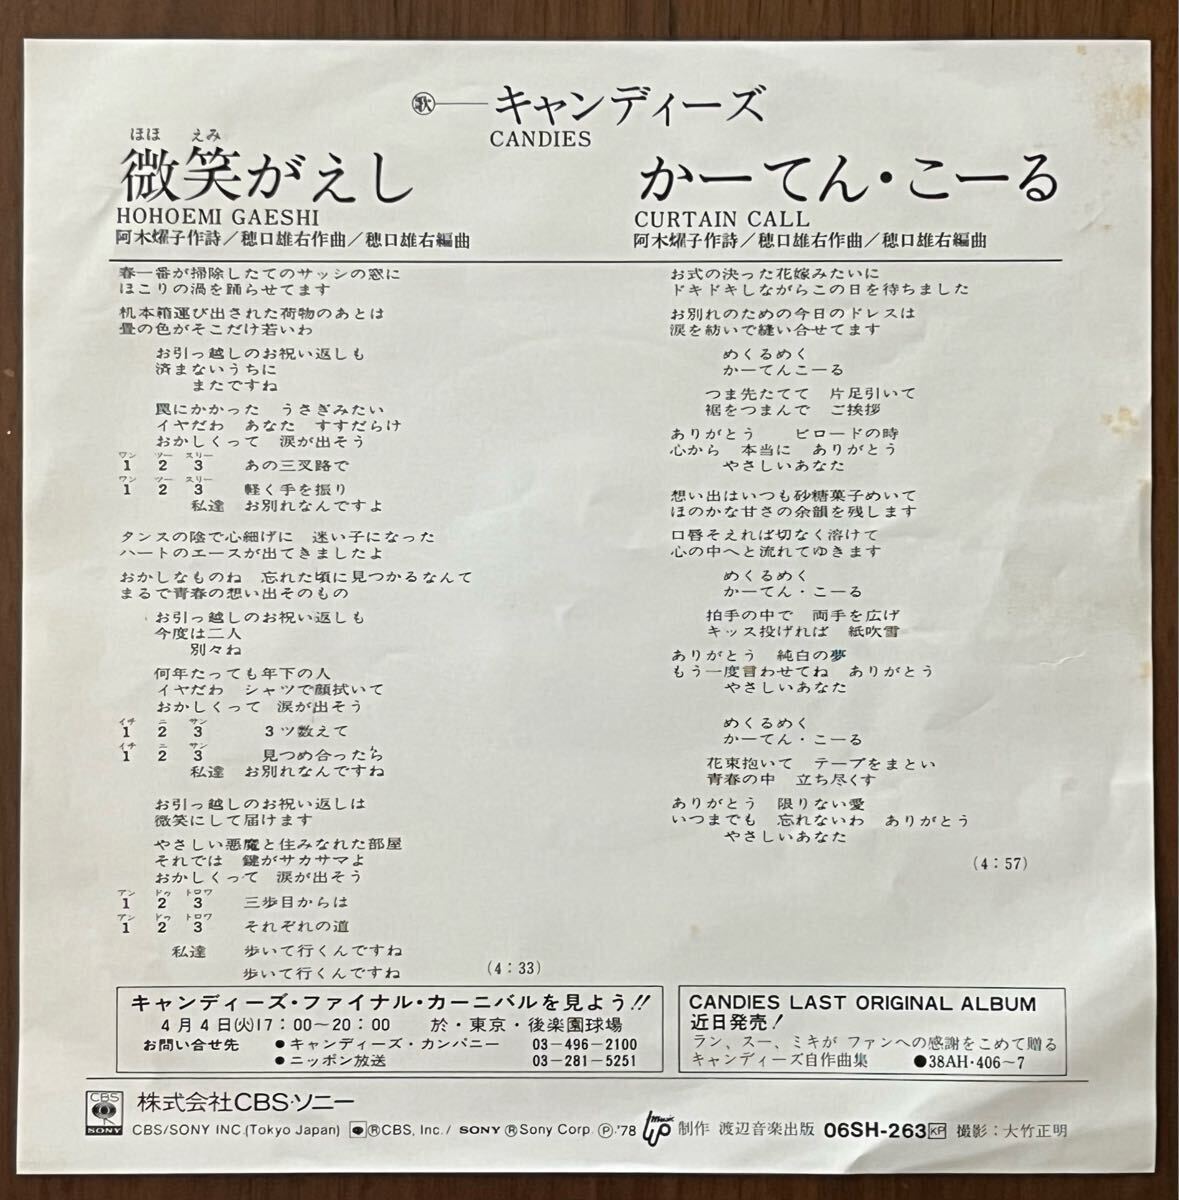 歌 キャンディーズ
CANDIES
ほほ えみ
微笑がえし
HOHOEMI GAESHI
阿木燿子作詩／穂口雄右作曲／穂口雄右編曲
春一番が掃除したてのサッシの窓に
ほこりの渦を踊らせてます
机本箱運び出された荷物のあとは
畳の色がそこだけ若いわ
お引っ越しのお祝い返しも
済まないうちに
またですね
罠にかかった うさぎみたい
イヤだわ あなた すすだらけ
おかしくって 涙が出そう
ワン ツー スリー
1 2 3 あの三叉路で
ワン ツー スリー
1 2 3 軽く手を振り
私達 お別れなんですよ
タンスの陰で心細げに 迷い子になった
ハートのエースが出てきましたよ
おかしなものね 忘れた頃に見つかるなんて
まるで青春の想い出そのもの
お引っ越しのお祝い返しも
今度は二人
別々ね
何年たっても年下の人
イヤだわ シャツで顔拭いて
おかしくって 涙が出そう
イチ ニ サン
1 2 3 3ツ数えて
イチ ニ サン
1 2 3 見つめ合ったら
私達 お別れなんですね
お引っ越しのお祝い返しは
微笑にして届けます
やさしい悪魔と住みなれた部屋
それでは 鍵がサカサマよ
おかしくって 涙が出そう
アン ドゥ トロワ
1 2 3 三歩目からは
アン ドゥ トロワ
1 2 3 それぞれの道
私達 歩いて行くんですね
歩いて行くんですね
(4:33)
かーてん・こーる
CURTAIN CALL
阿木燿子作詩／穂口雄右作曲／穂口雄右編曲
お式の決った花嫁みたいに
ドキドキしながらこの日を待ちました
お別れのための今日のドレスは
涙を紡いで縫い合せてます
めくるめく
かーてんこーる
つま先たてて 片足引いて
裾をつまんで ご挨拶
ありがとう ビロードの時
心から 本当に ありがとう
やさしいあなた
想い出はいつも砂糖菓子めいて
ほのかな甘さの余韻を残します
口唇そえれば切なく溶けて
心の中へと流れてゆきます
めくるめく
かーてん・こーる
拍手の中で 両手を広げ
キッス投げれば 紙吹雪
ありがとう 純白の夢
もう一度言わせてね ありがとう
やさしいあなた
めくるめく
かーてん・こーる
花束抱いて テープをまとい
青春の中 立ち尽くす
ありがとう 限りない愛
いつまでも 忘れないわ ありがとう
やさしいあなた
(4:57)
キャンディーズ・ファイナル・カーニバルを見よう!!
4月4日(火)17:00〜20:00 於・東京・後楽園球場
お問い合せ先 ●キャンディーズ・カンパニー 03-496-2100
●ニッポン放送 03-281-5251
CANDIES LAST ORIGINAL ALBUM
近日発売！
ラン、スー、ミキが ファンへの感謝をこめて贈る
キャンディーズ自作曲集 ●38AH・406〜7
CBS
SONY
株式会社CBS・ソニー
CBS/SONY INC.(Tokyo Japan) ®CBS, Inc./ SONY ®Sony Corp. Ⓟ・'78 music up 制作 渡辺音楽出版 06SH-263 KP 撮影：大竹正明